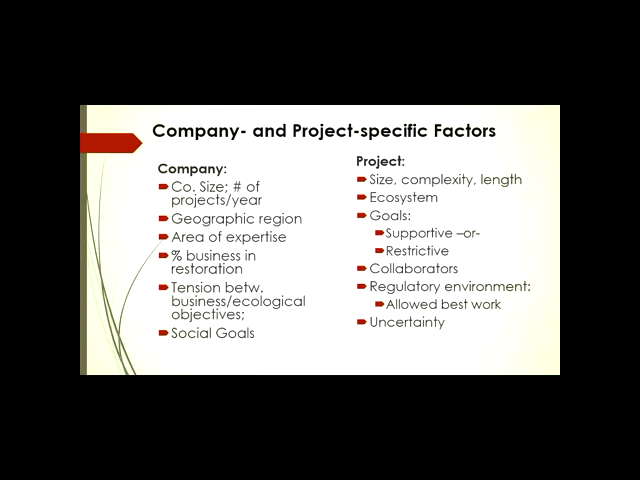 Company- and Project-specific Factors
Company:
Co. Size; # of
projects/year
Geographic region
Area of expertise
% business in
restoration
Tension betw.
business/ecological
objectives;
Social Goals
Project:
Size, complexity, length
Ecosystem
Goals:
Supportive –or-
Restrictive
Collaborators
Regulatory environment:
Allowed best work
Uncertainty